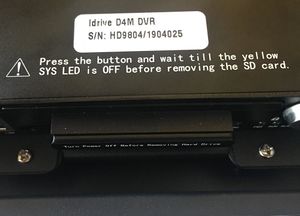 Idrive D4M DVR
S/N: HD9804/1904025
Press the button and wait till the yellow
SYS LED is OFF before removing the SD card.
Turn Power Off Before Removing Hard Drive